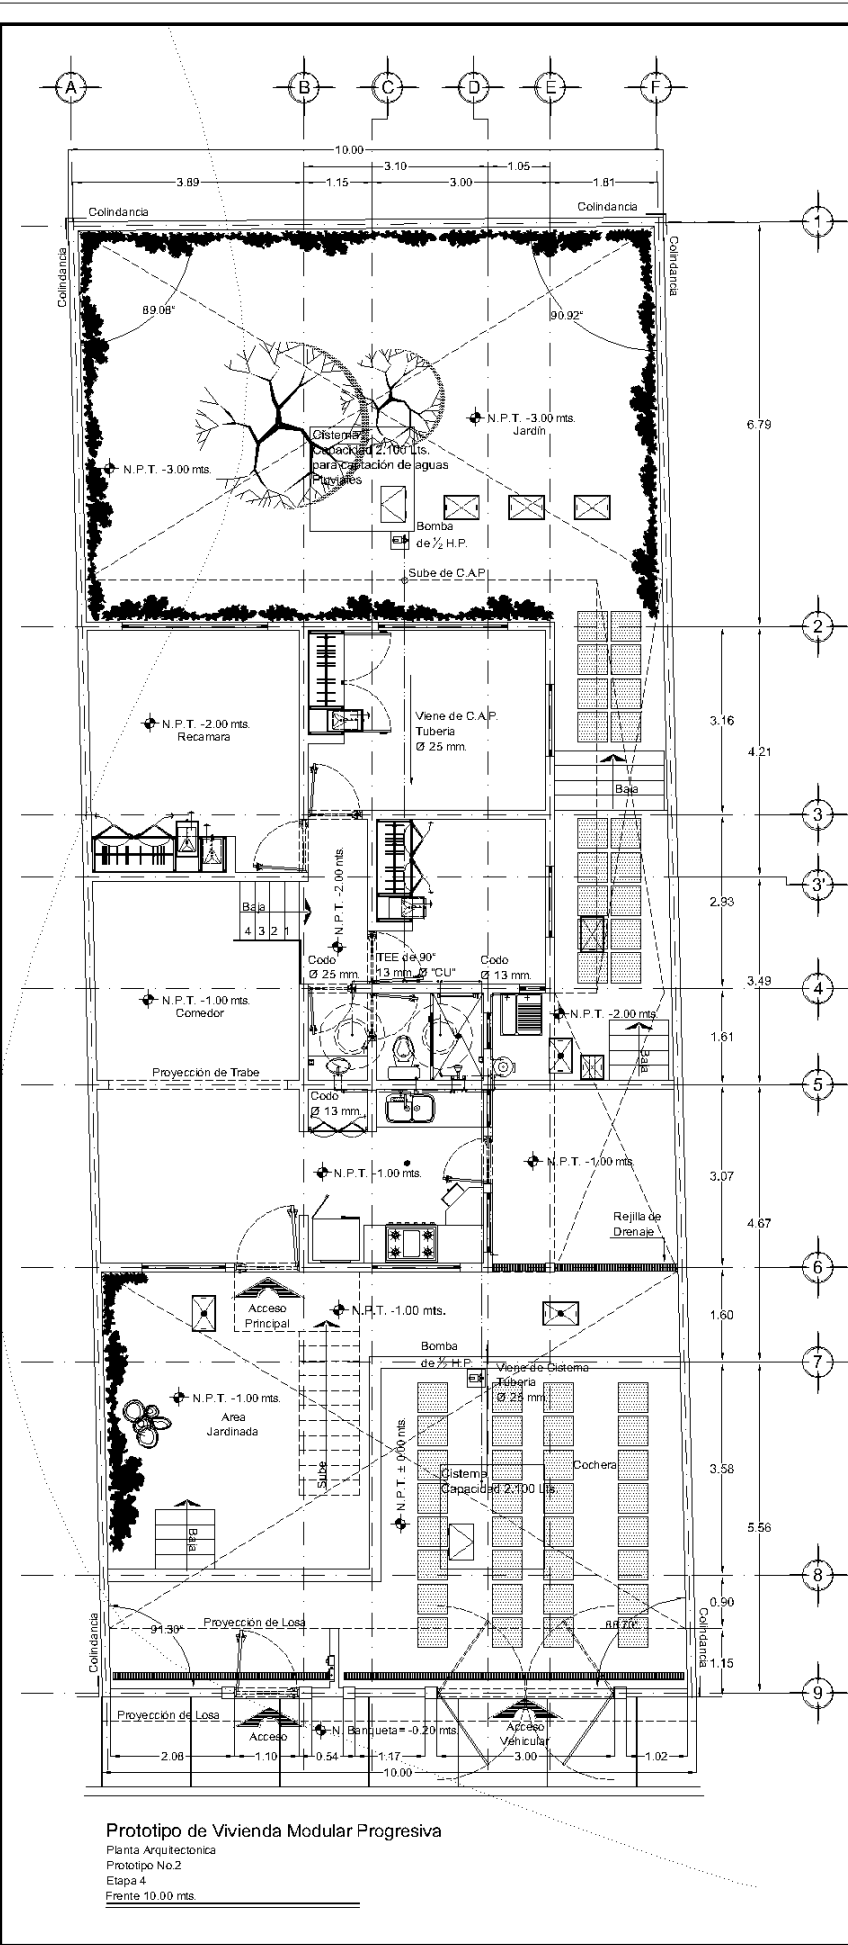 A B C D E F
10.00
3.10 1.05
3.89 1.15 3.00 1.81
Colindancia Colindancia
1
Colindancia
Colindancia
89.08°
90.92°
N.P.T. -3.00 mts.
Jardín
6.79
Cisterna
Capacidad 2.100 Lts.
para captación de aguas
Pluviales
N.P.T. -3.00 mts.
Bomba
de ½ H.P.
Sube de C.A.P
2
N.P.T. -2.00 mts.
Recamara
Viene de C.A.P.
Tuberia
Ø 25 mm.
3.16
4.21
Baja
3
3'
N.P.T. -2.00 mts.
2.93
Baja
4 3 2 1
Codo
Ø 25 mm.
TEE de 90°
13 mm. Ø "CU"
Codo
Ø 13 mm.
3.49
4
N.P.T. -1.00 mts.
Comedor
N.P.T. -2.00 mts.
1.61
Baja
Proyección de Trabe
5
Codo
Ø 13 mm.
N.P.T. -1.00 mts.
N.P.T. -1.00 mts.
3.07
4.67
Rejilla de
Drenaje
6
Acceso
Principal
N.P.T. -1.00 mts.
1.60
Bomba
de ½ H.P.
Viene de Cisterna
Tuberia
Ø 25 mm.
7
N.P.T. -1.00 mts.
Area
Jardinada
Sube
N.P.T. ± 0.00 mts.
Cisterna
Capacidad 2.100 Lts.
Cochera
3.58
5.56
Baja
8
0.90
Colindancia
91.30°
Proyección de Losa
88.70°
Colindancia
1.15
9
Proyección de Losa
Acceso
N. Banqueta = -0.20 mts.
Acceso
Vehicular
2.08 1.10 0.54 1.17 3.00 1.02
10.00
Prototipo de Vivienda Modular Progresiva
Planta Arquitectonica
Prototipo No.2
Etapa 4
Frente 10.00 mts.